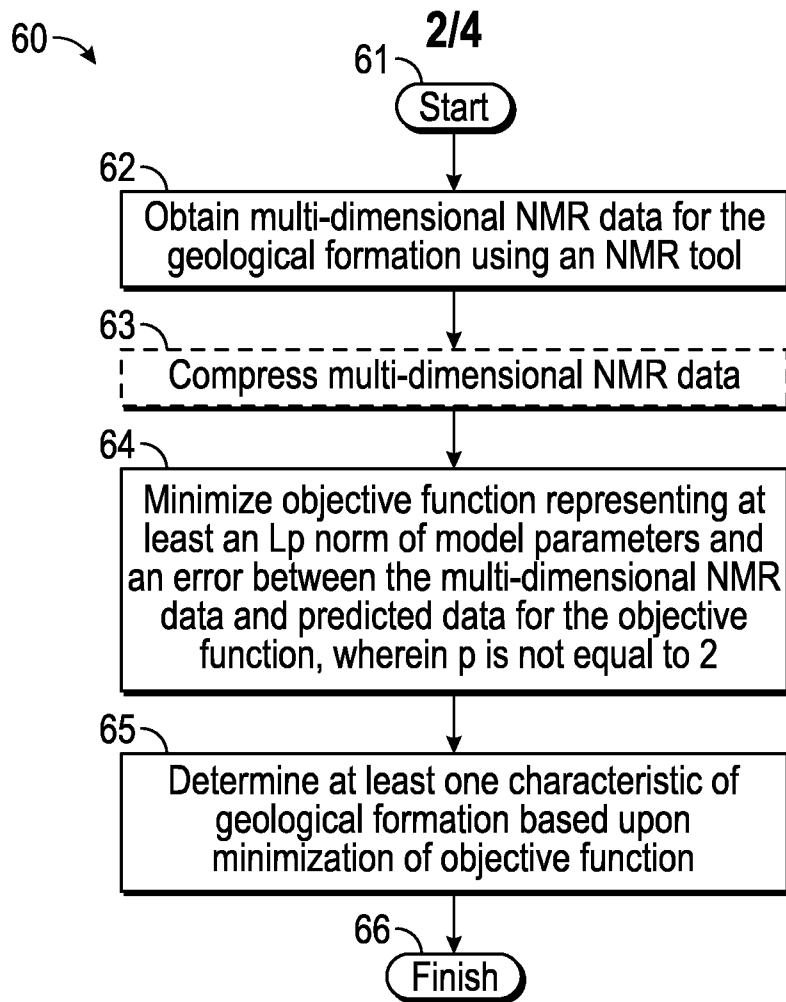 2/4
60
61
Start
62
Obtain multi-dimensional NMR data for the
geological formation using an NMR tool
63
Compress multi-dimensional NMR data
64
Minimize objective function representing at
least an Lp norm of model parameters and
an error between the multi-dimensional NMR
data and predicted data for the objective
function, wherein p is not equal to 2
65
Determine at least one characteristic of
geological formation based upon
minimization of objective function
66
Finish